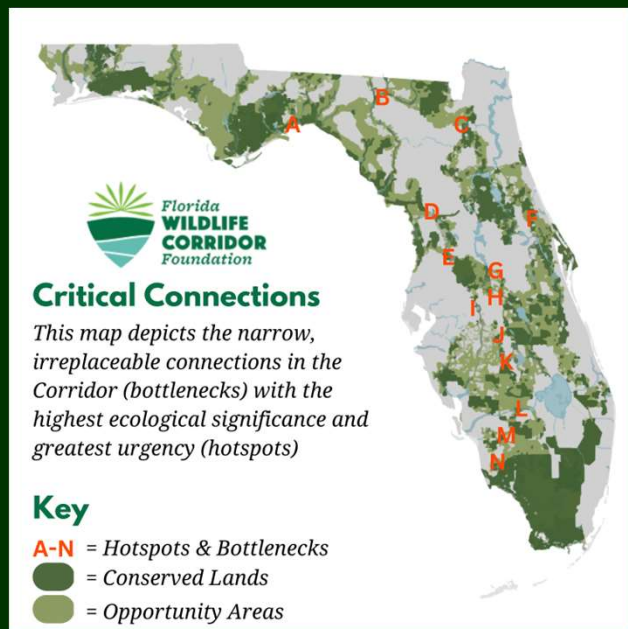 A
B
C
D
E
F
G
H
I
J
K
L
M
N
Florida
WILDLIFE
CORRIDOR
Foundation
Critical Connections
This map depicts the narrow,
irreplaceable connections in the
Corridor (bottlenecks) with the
highest ecological significance and
greatest urgency (hotspots)
Key
A-N = Hotspots & Bottlenecks
= Conserved Lands
= Opportunity Areas